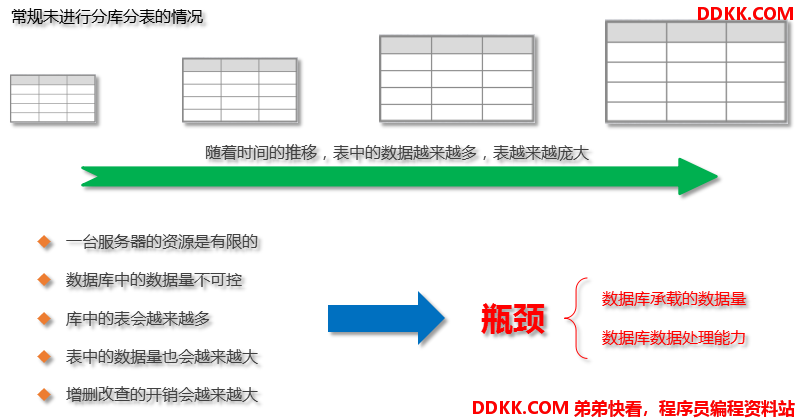 常规未进行分库分表的情况
DDKK.COM
随着时间的推移，表中的数据越来越多，表越来越庞大
一台服务器的资源是有限的
数据库中的数据量不可控
库中的表会越来越多
表中的数据量也会越来越大
增删改查的开销会越来越大
瓶颈
数据库承载的数据量
数据库数据处理能力
DDKK.COM 弟弟快看，程序员编程资料站